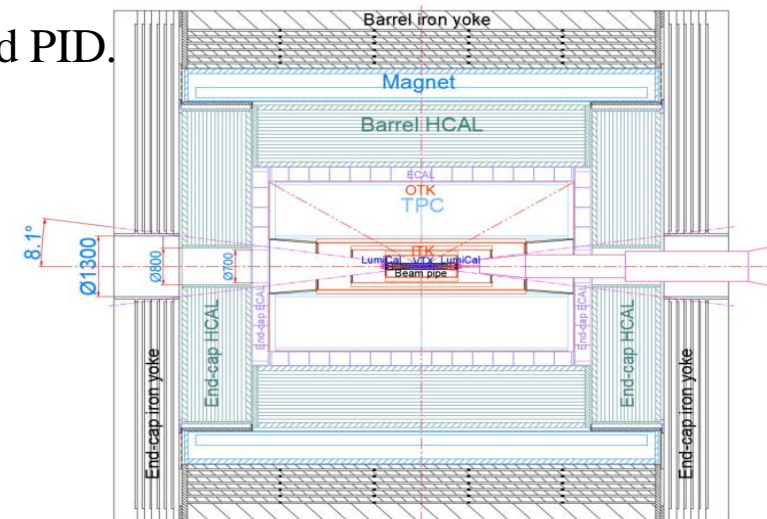 d PID.
Barrel iron yoke
Magnet
Barrel HCAL
ECAL
OTK
TPC
ITK
LumiCal VTX LumiCal
Beam pipe
8.1°
Ø1300
Ø800
Ø700
End-cap iron yoke
End-cap HCAL
End-cap ECAL
End-cap ECAL
End-cap HCAL
End-cap iron yoke